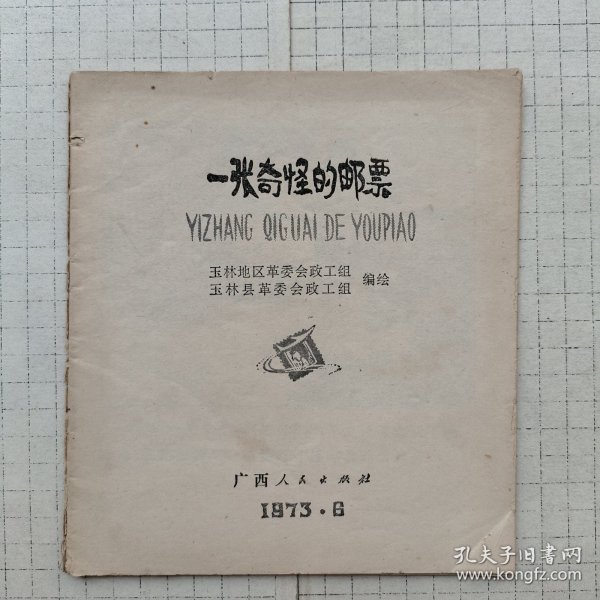 一张奇怪的邮票
YIZHANG QIGUAI DE YOUPIAO
玉林地区革委会政工组
玉林县革委会政工组
编绘
广西人民出版社
1973·6
孔夫子旧书网
www.kongfz.com